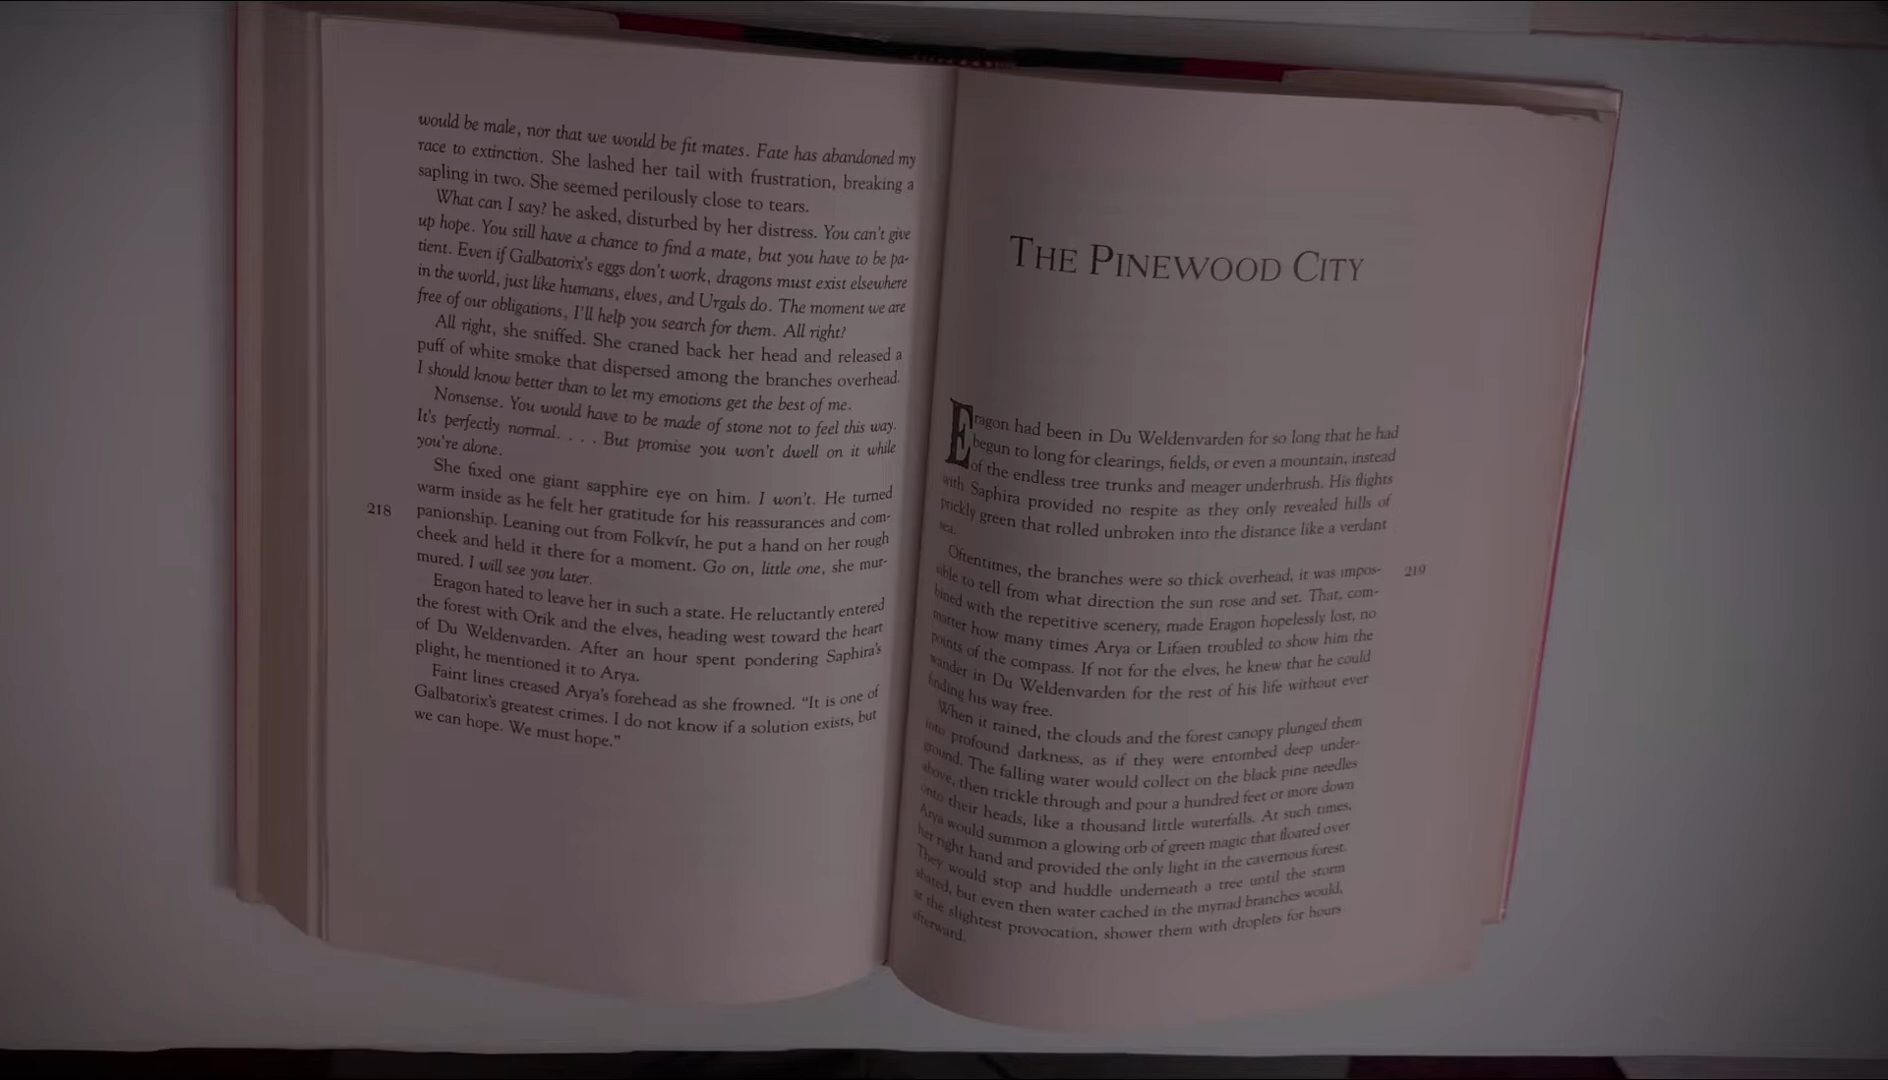 would be male, nor that we would be fit mates. Fate has abandoned my
race to extinction. She lashed her tail with frustration, breaking a
sapling in two. She seemed perilously close to tears.
What can I say? he asked, disturbed by her distress. You can't give
up hope. You still have a chance to find a mate, but you have to be pa-
tient. Even if Galbatorix's eggs don't work, dragons must exist elsewhere
in the world, just like humans, elves, and Urgals do. The moment we are
free of our obligations, I'll help you search for them. All right?
All right, she sniffed. She craned back her head and released a
puff of white smoke that dispersed among the branches overhead.
I should know better than to let my emotions get the best of me.
Nonsense. You would have to be made of stone not to feel this way.
It's perfectly normal. . . . But promise you won't dwell on it while
you're alone.
She fixed one giant sapphire eye on him. I won't. He turned
warm inside as he felt her gratitude for his reassurances and com-
218 panionship. Leaning out from Folkvír, he put a hand on her rough
cheek and held it there for a moment. Go on, little one, she mur-
mured. I will see you later.
Eragon hated to leave her in such a state. He reluctantly entered
the forest with Orik and the elves, heading west toward the heart
of Du Weldenvarden. After an hour spent pondering Saphira's
plight, he mentioned it to Arya.
Faint lines creased Arya's forehead as she frowned. "It is one of
Galbatorix's greatest crimes. I do not know if a solution exists, but
we can hope. We must hope."
THE PINEWOOD CITY
Eragon had been in Du Weldenvarden for so long that he had
begun to long for clearings, fields, or even a mountain, instead
of the endless tree trunks and meager underbrush. His flights
with Saphira provided no respite as they only revealed hills of
prickly green that rolled unbroken into the distance like a verdant
sea.
Oftentimes, the branches were so thick overhead, it was impos- 219
sible to tell from what direction the sun rose and set. That, com-
bined with the repetitive scenery, made Eragon hopelessly lost, no
matter how many times Arya or Lifaen troubled to show him the
points of the compass. If not for the elves, he knew that he could
wander in Du Weldenvarden for the rest of his life without ever
finding his way free.
When it rained, the clouds and the forest canopy plunged them
into profound darkness, as if they were entombed deep under-
ground. The falling water would collect on the black pine needles
above, then trickle through and pour a hundred feet or more down
onto their heads, like a thousand little waterfalls. At such times,
Arya would summon a glowing orb of green magic that floated over
her right hand and provided the only light in the cavernous forest.
They would stop and huddle underneath a tree until the storm
abated, but even then water cached in the myriad branches would,
at the slightest provocation, shower them with droplets for hours
afterward.